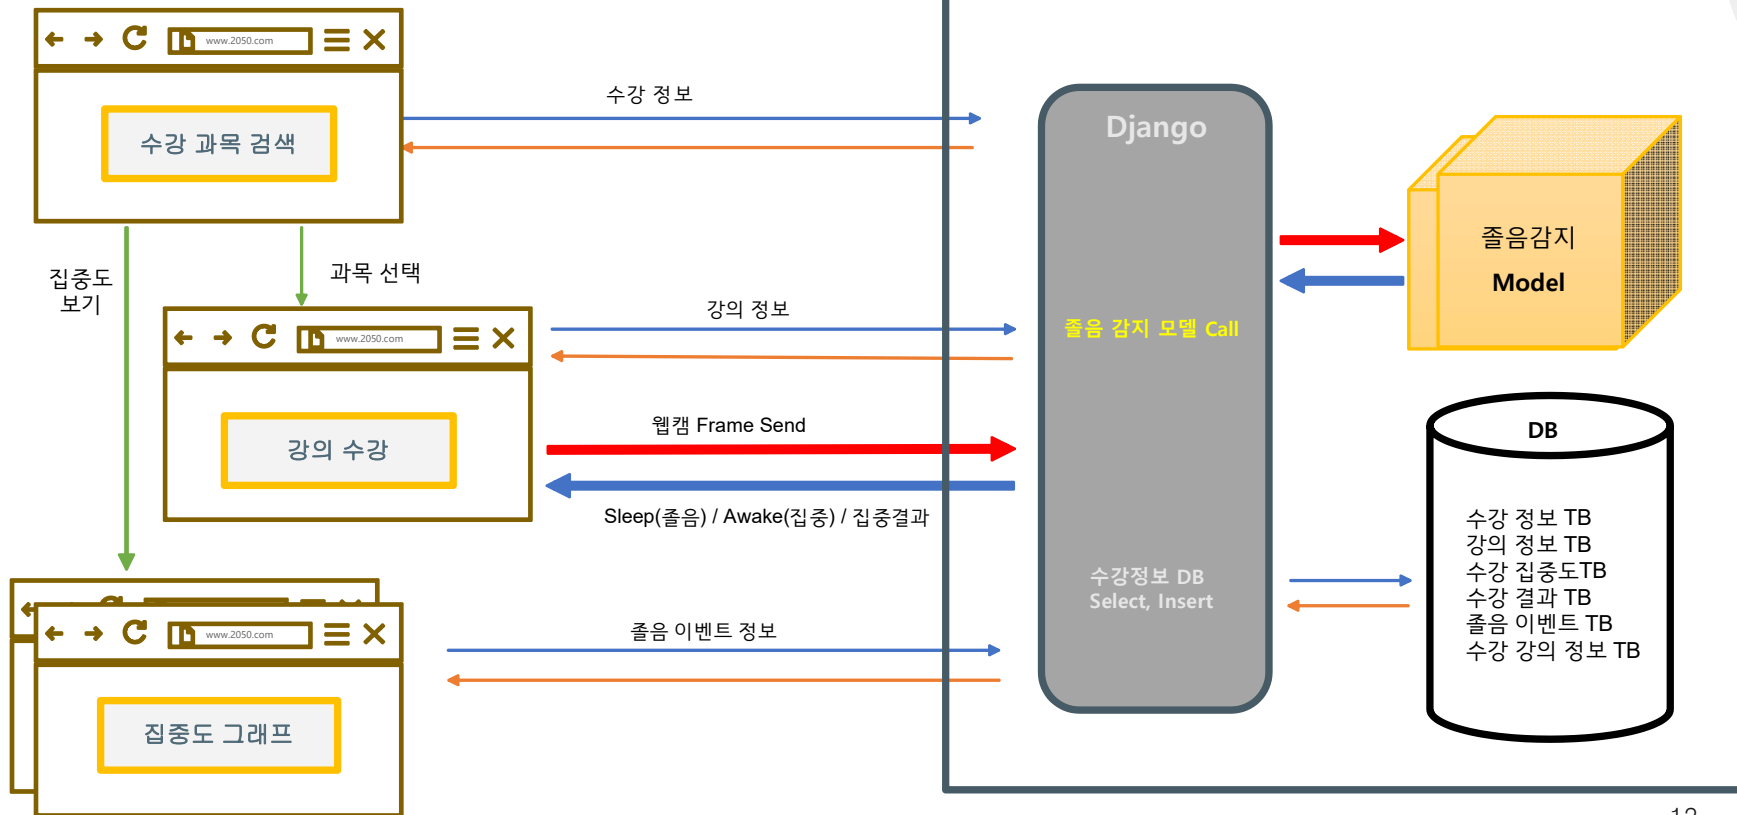 www.2050.com
수강 과목 검색
수강 정보
Django
졸음감지
Model
집중도
보기
과목 선택
강의 정보
www.2050.com
졸음 감지 모델 Call
강의 수강
웹캠 Frame Send
Sleep(졸음) / Awake(집중) / 집중결과
DB
수강 정보 TB
강의 정보 TB
수강 집중도TB
수강 결과 TB
졸음 이벤트 TB
수강 강의 정보 TB
수강정보 DB
Select, Insert
졸음 이벤트 정보
www.2050.com
집중도 그래프